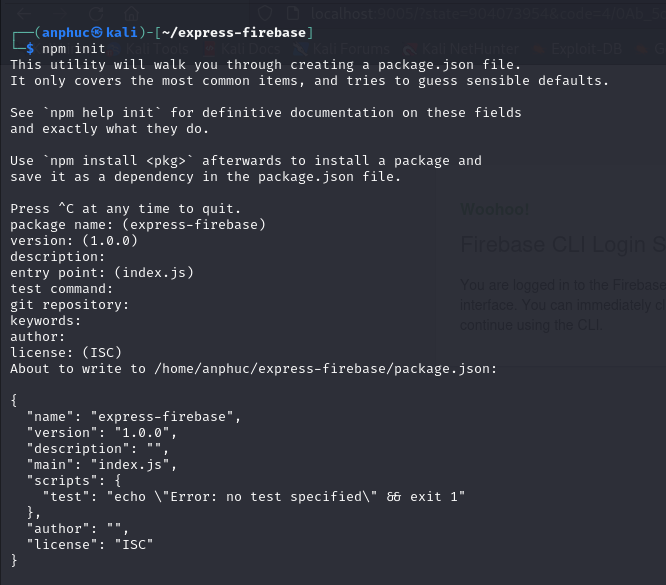 localhost:9005/?state=
Kali Tools Kali Docs Kali Forums Kali NetHunter Exploit-DB
┌──(anphuc㉿kali)-[~/express-firebase]
└─$ npm init
This utility will walk you through creating a package.json file.
It only covers the most common items, and tries to guess sensible defaults.
See `npm help init` for definitive documentation on these fields
and exactly what they do.
Use `npm install <pkg>` afterwards to install a package and
save it as a dependency in the package.json file.
Press ^C at any time to quit.
package name: (express-firebase)
version: (1.0.0)
description:
entry point: (index.js)
test command:
git repository:
keywords:
author:
license: (ISC)
About to write to /home/anphuc/express-firebase/package.json:
{
  "name": "express-firebase",
  "version": "1.0.0",
  "description": "",
  "main": "index.js",
  "scripts": {
    "test": "echo \"Error: no test specified\" && exit 1"
  },
  "author": "",
  "license": "ISC"
}
Woohoo!
Firebase CLI Login S
You are logged in to the Firebase
interface. You can immediately cl
continue using the CLI.